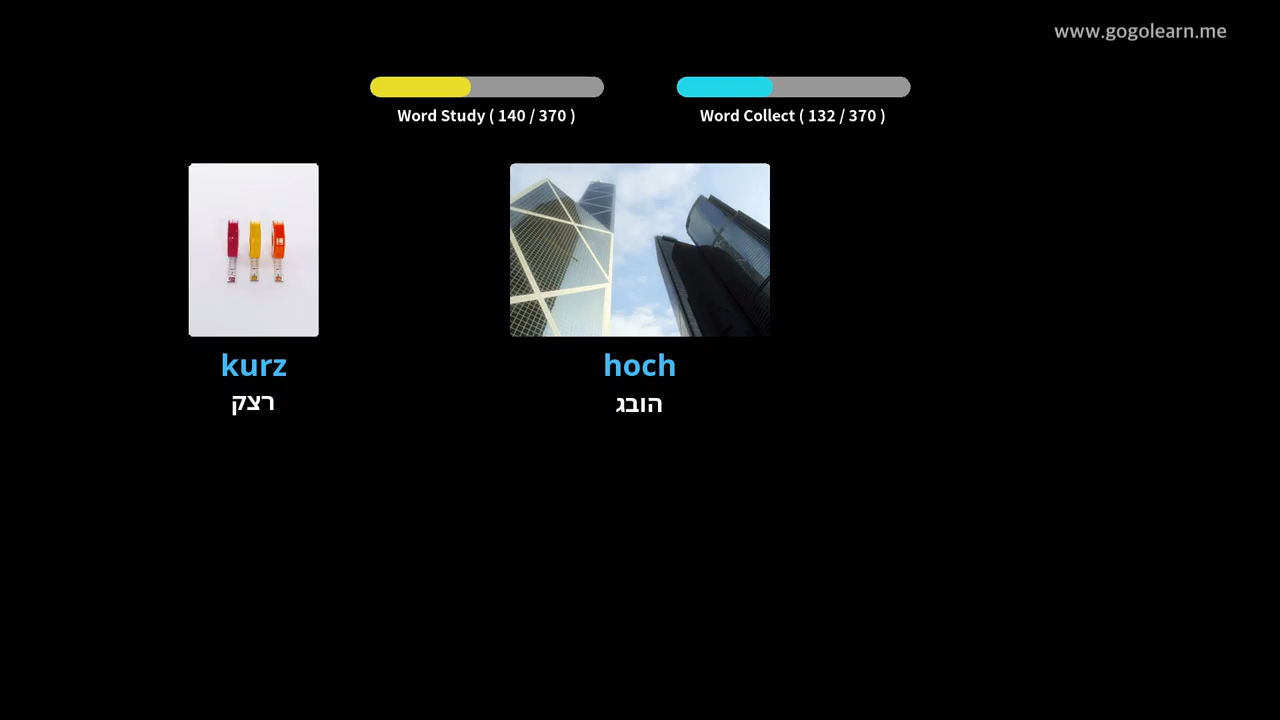 www.gogolearn.me
Word Study ( 140 / 370 )
Word Collect ( 132 / 370 )
kurz
רצק
hoch
הובג